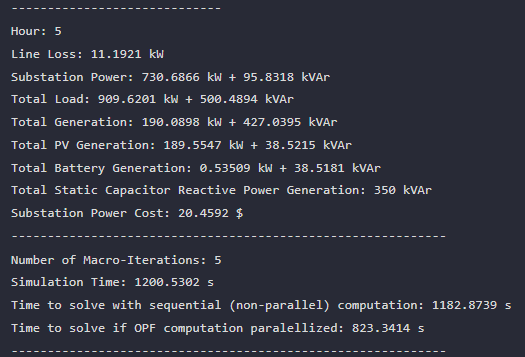 -----------------------------
Hour: 5
Line Loss: 11.1921 kW
Substation Power: 730.6866 kW + 95.8318 kVAr
Total Load: 909.6201 kW + 500.4894 kVAr
Total Generation: 190.0898 kW + 427.0395 kVAr
Total PV Generation: 189.5547 kW + 38.5215 kVAr
Total Battery Generation: 0.53509 kW + 38.5181 kVAr
Total Static Capacitor Reactive Power Generation: 350 kVAr
Substation Power Cost: 20.4592 $
------------------------------------------------------------
Number of Macro-Iterations: 5
Simulation Time: 1200.5302 s
Time to solve with sequential (non-parallel) computation: 1182.8739 s
Time to solve if OPF computation paralellized: 823.3414 s
------------------------------------------------------------